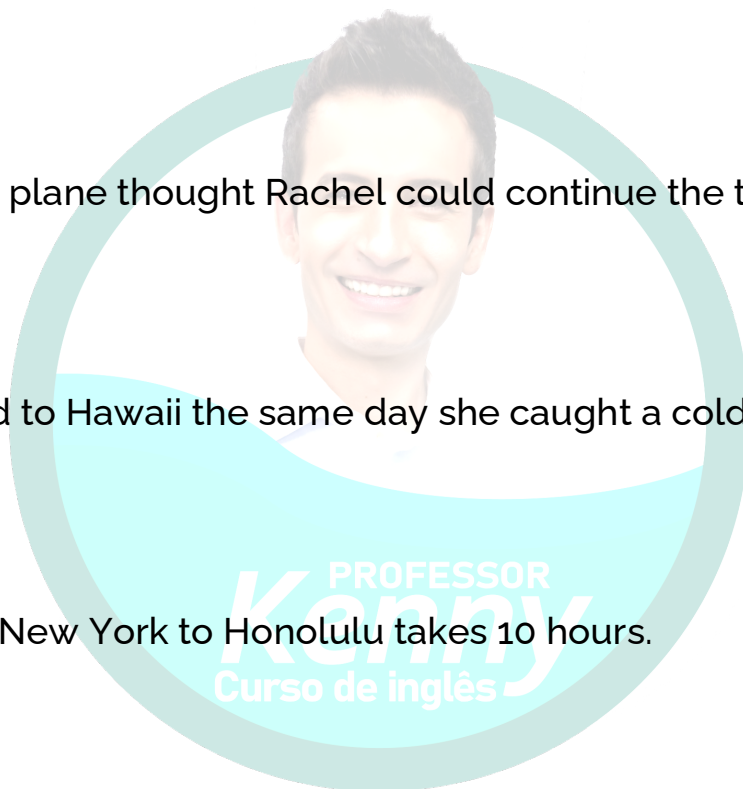 plane thought Rachel could continue the t
d to Hawaii the same day she caught a cold
PROFESSOR
Kenny
New York to Honolulu takes 10 hours.
Curso de inglês